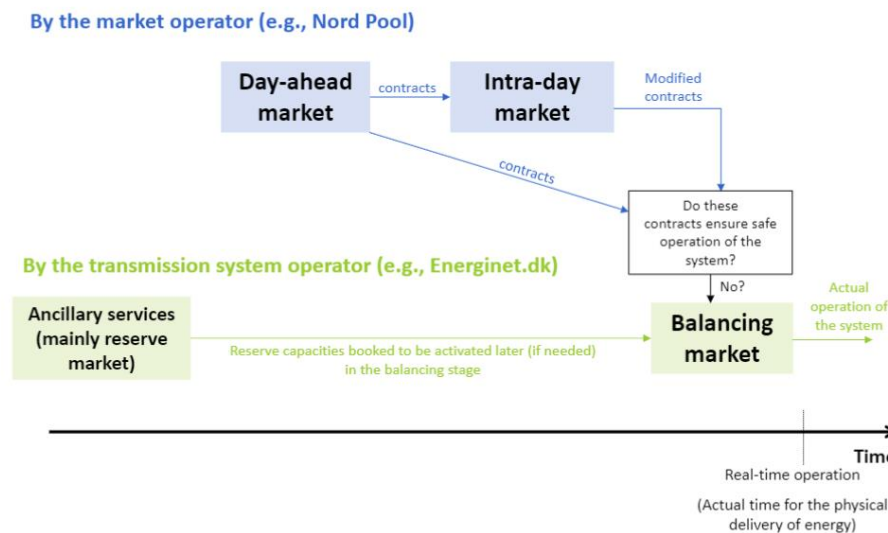 By the market operator (e.g., Nord Pool)
Day-ahead
market
contracts
Intra-day
market
Modified
contracts
contracts
Do these
contracts ensure safe
operation of the
system?
By the transmission system operator (e.g., Energinet.dk)
No?
Ancillary services
(mainly reserve
market)
Reserve capacities booked to be activated later (if needed)
in the balancing stage
Balancing
market
Actual
operation of
the system
Time
Real-time operation
(Actual time for the physical
delivery of energy)